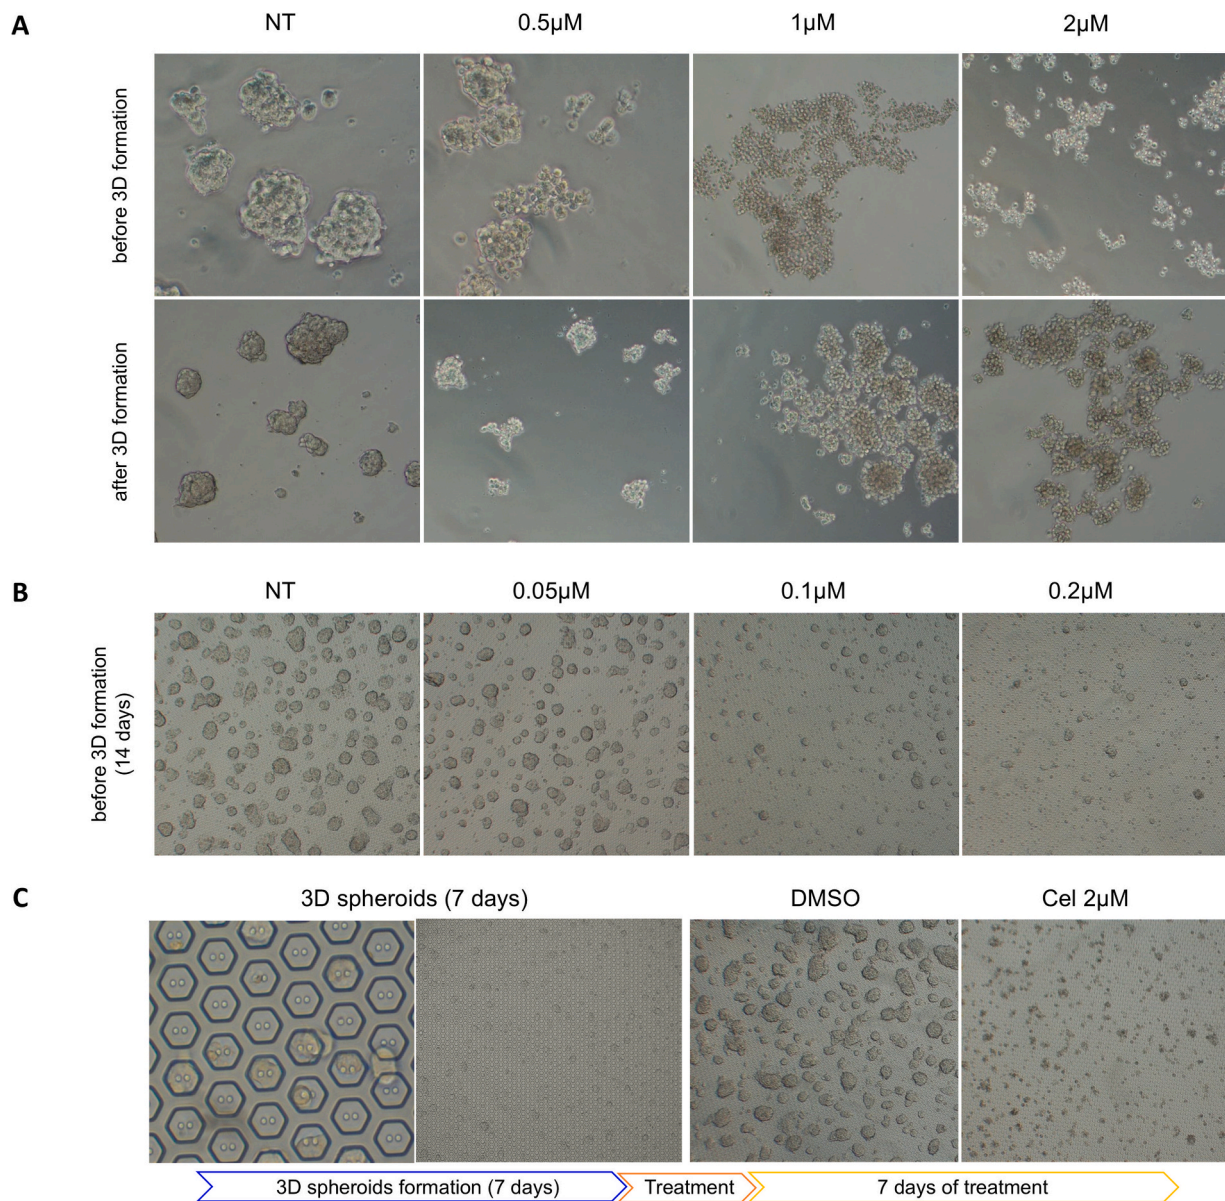 A
NT
0.5µM
1µM
2µM
before 3D formation
after 3D formation
B
NT
0.05µM
0.1µM
0.2µM
before 3D formation
(14 days)
C
3D spheroids (7 days)
DMSO
Cel 2µM
3D spheroids formation (7 days)
Treatment
7 days of treatment